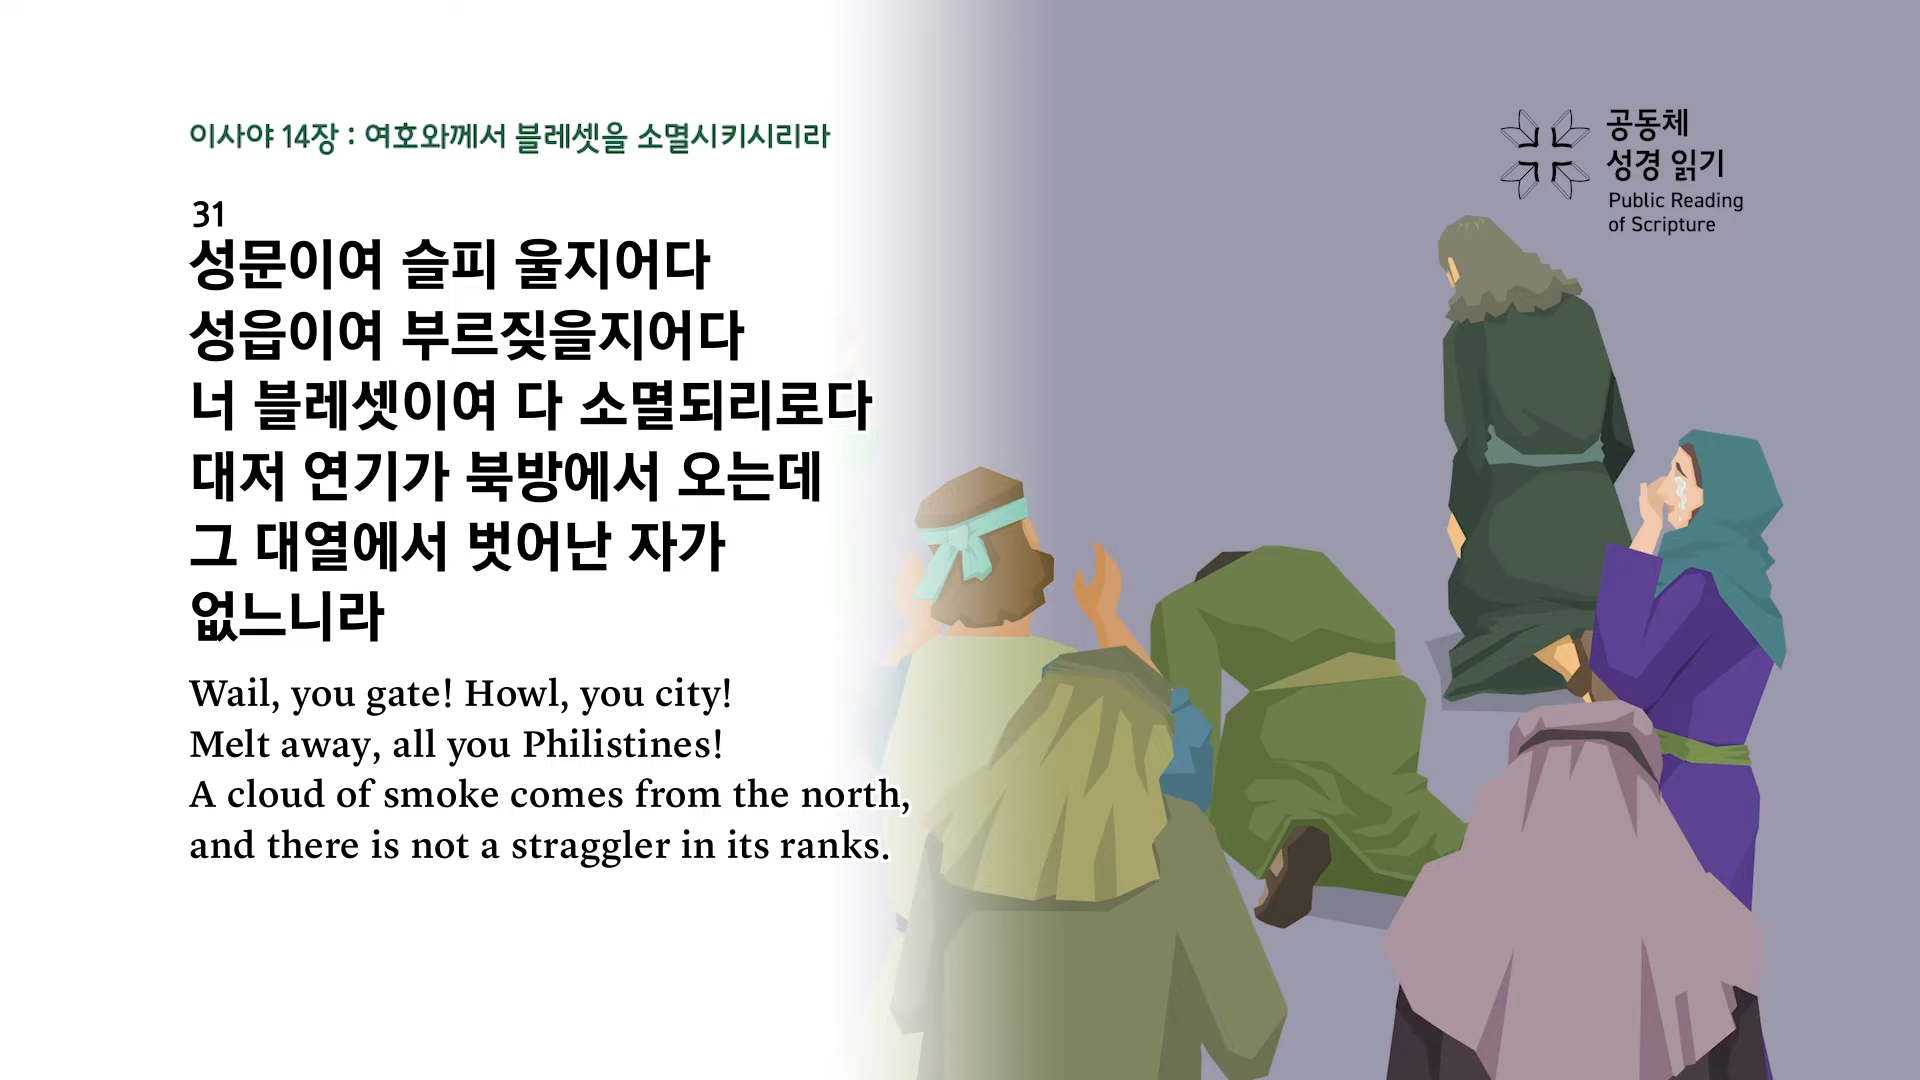 이사야 14장 : 여호와께서 블레셋을 소멸시키시리라
31
성문이여 슬피 울지어다
성읍이여 부르짖을지어다
너 블레셋이여 다 소멸되리로다
대저 연기가 북방에서 오는데
그 대열에서 벗어난 자가
없느니라
Wail, you gate! Howl, you city!
Melt away, all you Philistines!
A cloud of smoke comes from the north,
and there is not a straggler in its ranks.
공동체
성경 읽기
Public Reading
of Scripture